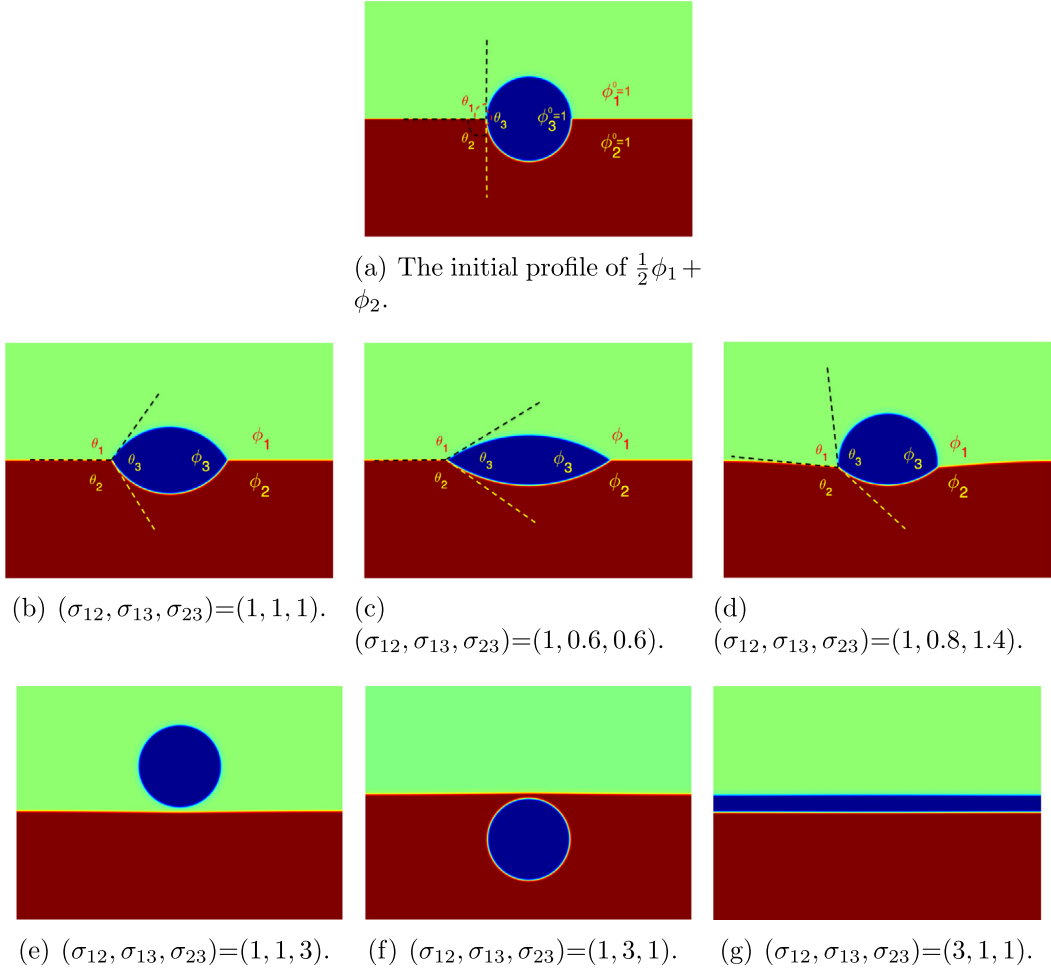 θ₁
ϕ₁⁰=1
θ₃
ϕ₃⁰=1
θ₂
ϕ₂⁰=1
(a) The initial profile of ½ϕ₁+
ϕ₂.
θ₁
ϕ₁
θ₃
ϕ₃
θ₂
ϕ₂
(b) (σ₁₂, σ₁₃, σ₂₃)=(1, 1, 1).
θ₁
ϕ₁
θ₃
ϕ₃
θ₂
ϕ₂
(c)
(σ₁₂, σ₁₃, σ₂₃)=(1, 0.6, 0.6).
θ₁
ϕ₁
θ₃
ϕ₃
θ₂
ϕ₂
(d)
(σ₁₂, σ₁₃, σ₂₃)=(1, 0.8, 1.4).
(e) (σ₁₂, σ₁₃, σ₂₃)=(1, 1, 3).
(f) (σ₁₂, σ₁₃, σ₂₃)=(1, 3, 1).
(g) (σ₁₂, σ₁₃, σ₂₃)=(3, 1, 1).